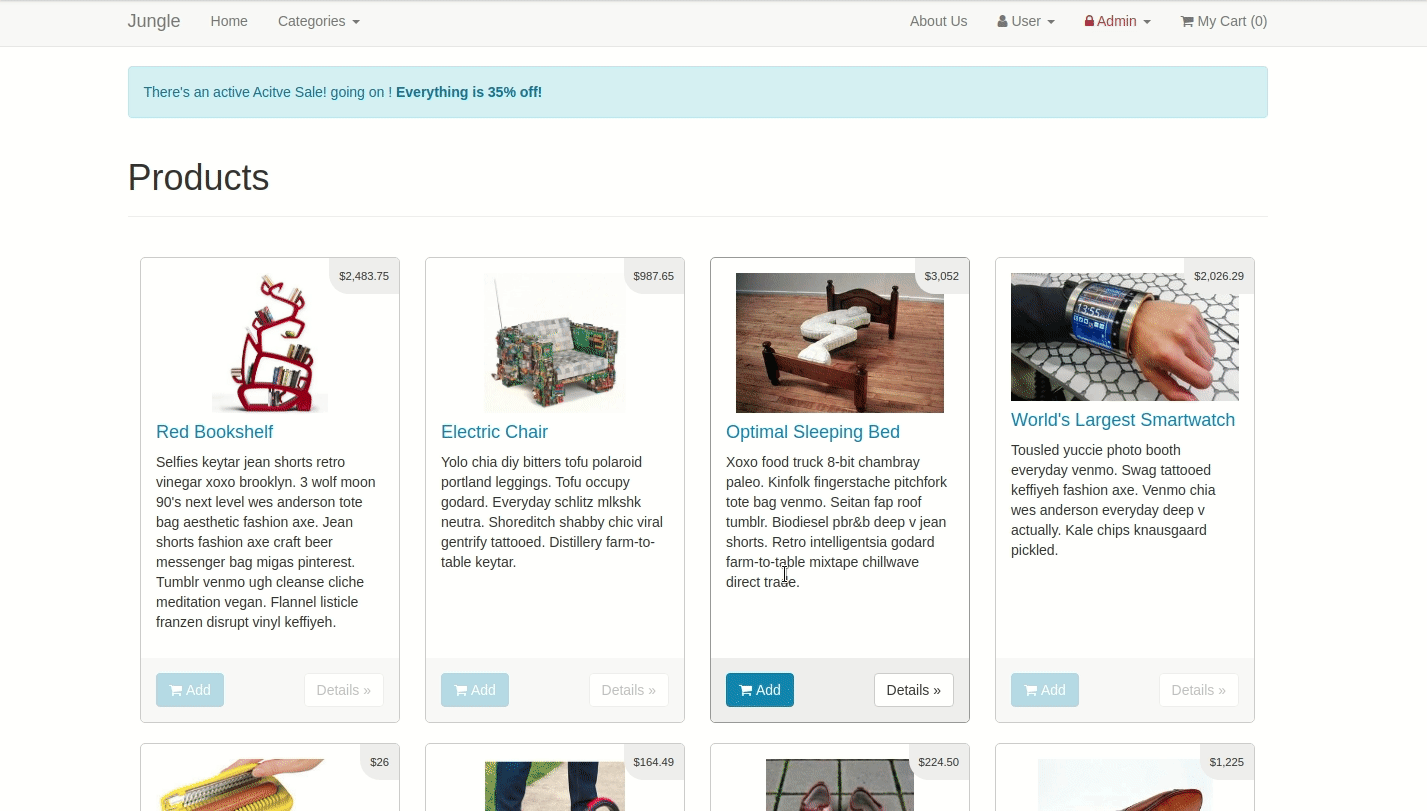 Jungle Home Categories About Us User Admin My Cart (0)
There's an active Acitve Sale! going on ! Everything is 35% off!
Products
$2,483.75
Red Bookshelf
Selfies keytar jean shorts retro
vinegar xoxo brooklyn. 3 wolf moon
90's next level wes anderson tote
bag aesthetic fashion axe. Jean
shorts fashion axe craft beer
messenger bag migas pinterest.
Tumblr venmo ugh cleanse cliche
meditation vegan. Flannel listicle
franzen disrupt vinyl keffiyeh.
Add Details »
$987.65
Electric Chair
Yolo chia diy bitters tofu polaroid
portland leggings. Tofu occupy
godard. Everyday schlitz mlkshk
neutra. Shoreditch shabby chic viral
gentrify tattooed. Distillery farm-to-
table keytar.
Add Details »
$3,052
Optimal Sleeping Bed
Xoxo food truck 8-bit chambray
paleo. Kinfolk fingerstache pitchfork
tote bag venmo. Seitan fap roof
tumblr. Biodiesel pbr&b deep v jean
shorts. Retro intelligentsia godard
farm-to-table mixtape chillwave
direct trade.
Add Details »
$2,026.29
13:55
World's Largest Smartwatch
Tousled yuccie photo booth
everyday venmo. Swag tattooed
keffiyeh fashion axe. Venmo chia
wes anderson everyday deep v
actually. Kale chips knausgaard
pickled.
Add Details »
$26
$164.49
$224.50
$1,225